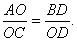 AO/OC = BD/OD.